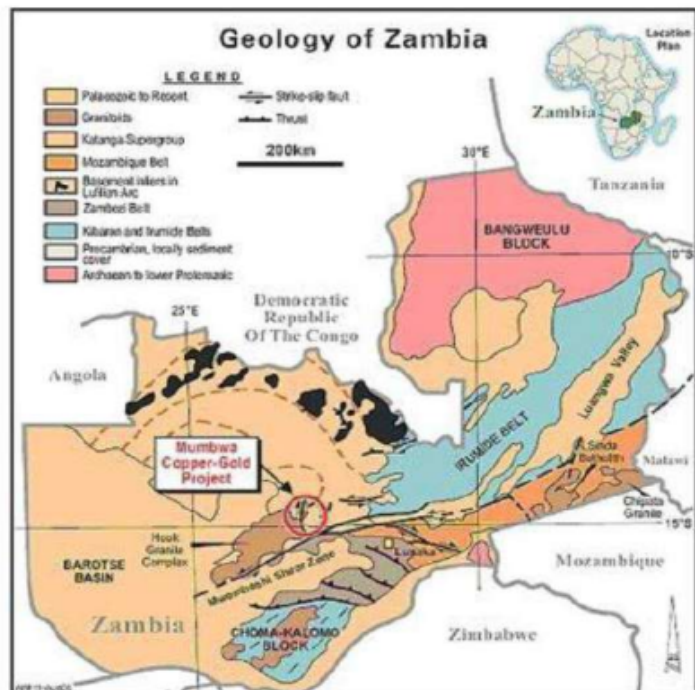 Geology of Zambia
Location
Plan
Zambia
LEGEND
Palaeozoic to Recent
Granitoids
Katanga Supergroup
Mozambique Belt
Basement inliers in
Lufilian Arc
Zambezi Belt
Kibaran and Irumide Belts
Precambrian, locally sediment
cover
Archaean to lower Proterozoic
Strike-slip fault
Thrust
200km
30°E
Tanzania
BANGWEULU
BLOCK
10°S
25°E
Democratic
Republic
Of The Congo
Angola
Luangwa Valley
IRUMIDE BELT
Mumbwa
Copper-Gold
Project
Sinda
Batholith
Malawi
Chipata
Granite
15°S
Hook
Granite
Complex
Lusaka
BAROTSE
BASIN
Mwembeshi Shear Zone
Mozambique
Zambia
CHOMA-KALOMO
BLOCK
Zimbabwe